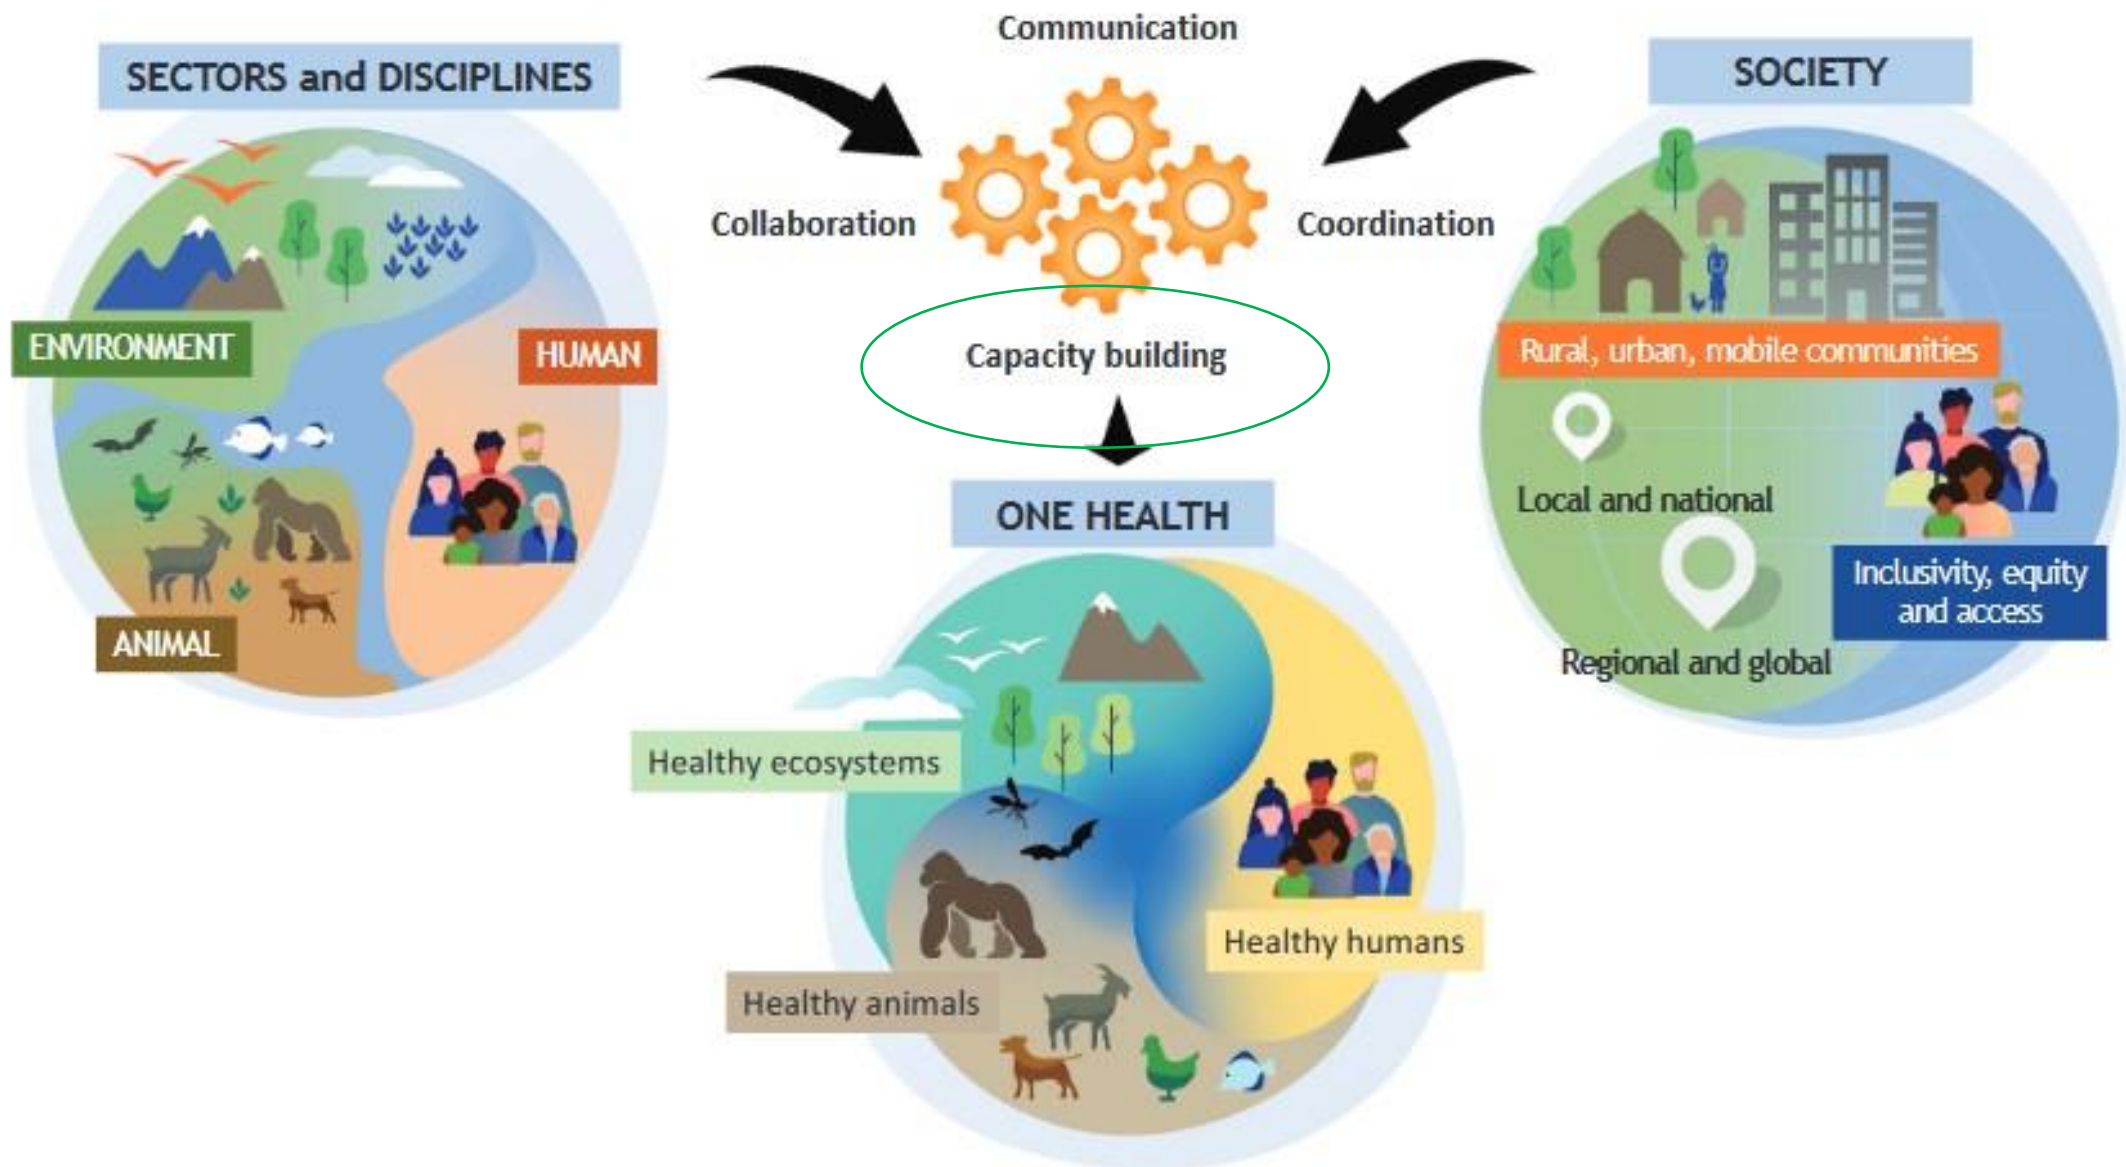 Communication
SECTORS and DISCIPLINES
SOCIETY
Collaboration
Coordination
ENVIRONMENT
HUMAN
Capacity building
Rural, urban, mobile communities
Local and national
ONE HEALTH
Inclusivity, equity
and access
ANIMAL
Regional and global
Healthy ecosystems
Healthy humans
Healthy animals